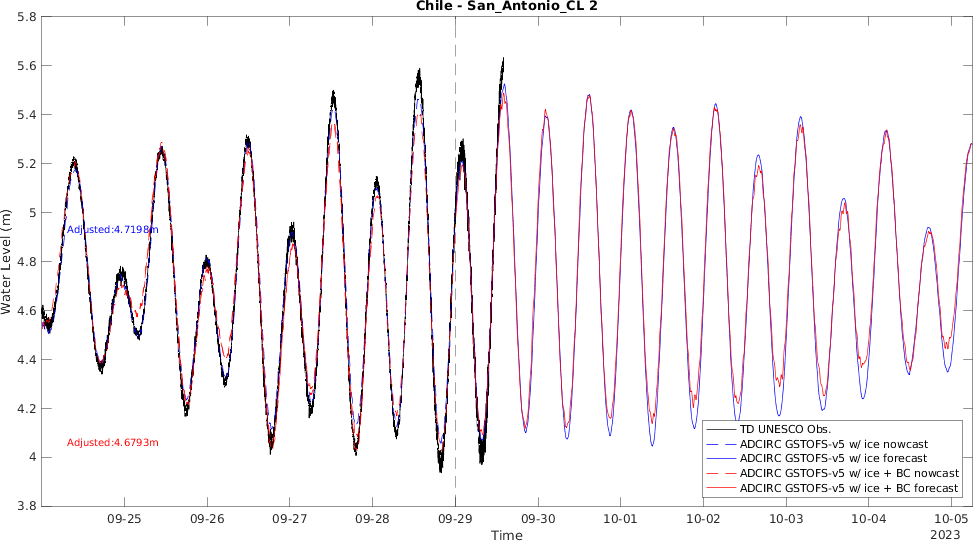 Chile - San_Antonio_CL 2
5.8
5.6
5.4
5.2
5
4.8
4.6
4.4
4.2
4
3.8
Water Level (m)
Adjusted:4.7198m
Adjusted:4.6793m
TD UNESCO Obs.
ADCIRC GSTOFS-v5 w/ ice nowcast
ADCIRC GSTOFS-v5 w/ ice forecast
ADCIRC GSTOFS-v5 w/ ice + BC nowcast
ADCIRC GSTOFS-v5 w/ ice + BC forecast
09-25 09-26 09-27 09-28 09-29 09-30 10-01 10-02 10-03 10-04 10-05
Time
2023